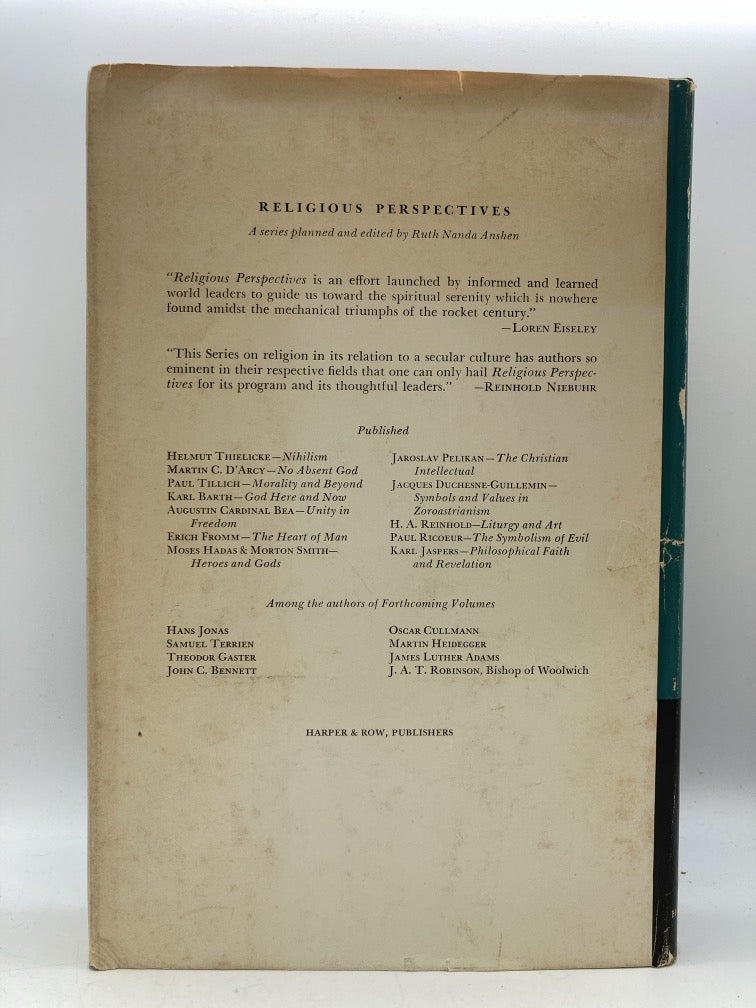 RELIGIOUS PERSPECTIVES
A series planned and edited by Ruth Nanda Anshen
"Religious Perspectives is an effort launched by informed and learned
world leaders to guide us toward the spiritual serenity which is nowhere
found amidst the mechanical triumphs of the rocket century."
—LOREN EISELEY
"This Series on religion in its relation to a secular culture has authors so
eminent in their respective fields that one can only hail Religious Perspec-
tives for its program and its thoughtful leaders." —REINHOLD NIEBUHR
Published
HELMUT THIELICKE—Nihilism
MARTIN C. D'ARCY—No Absent God
PAUL TILLICH—Morality and Beyond
KARL BARTH—God Here and Now
AUGUSTIN CARDINAL BEA—Unity in
Freedom
ERICH FROMM—The Heart of Man
MOSES HADAS & MORTON SMITH—
Heroes and Gods
JAROSLAV PELIKAN—The Christian
Intellectual
JACQUES DUCHESNE-GUILLEMIN—
Symbols and Values in
Zoroastrianism
H. A. REINHOLD—Liturgy and Art
PAUL RICOEUR—The Symbolism of Evil
KARL JASPERS—Philosophical Faith
and Revelation
Among the authors of Forthcoming Volumes
HANS JONAS
SAMUEL TERRIEN
THEODOR GASTER
JOHN C. BENNETT
OSCAR CULLMANN
MARTIN HEIDEGGER
JAMES LUTHER ADAMS
J. A. T. ROBINSON, Bishop of Woolwich
HARPER & ROW, PUBLISHERS